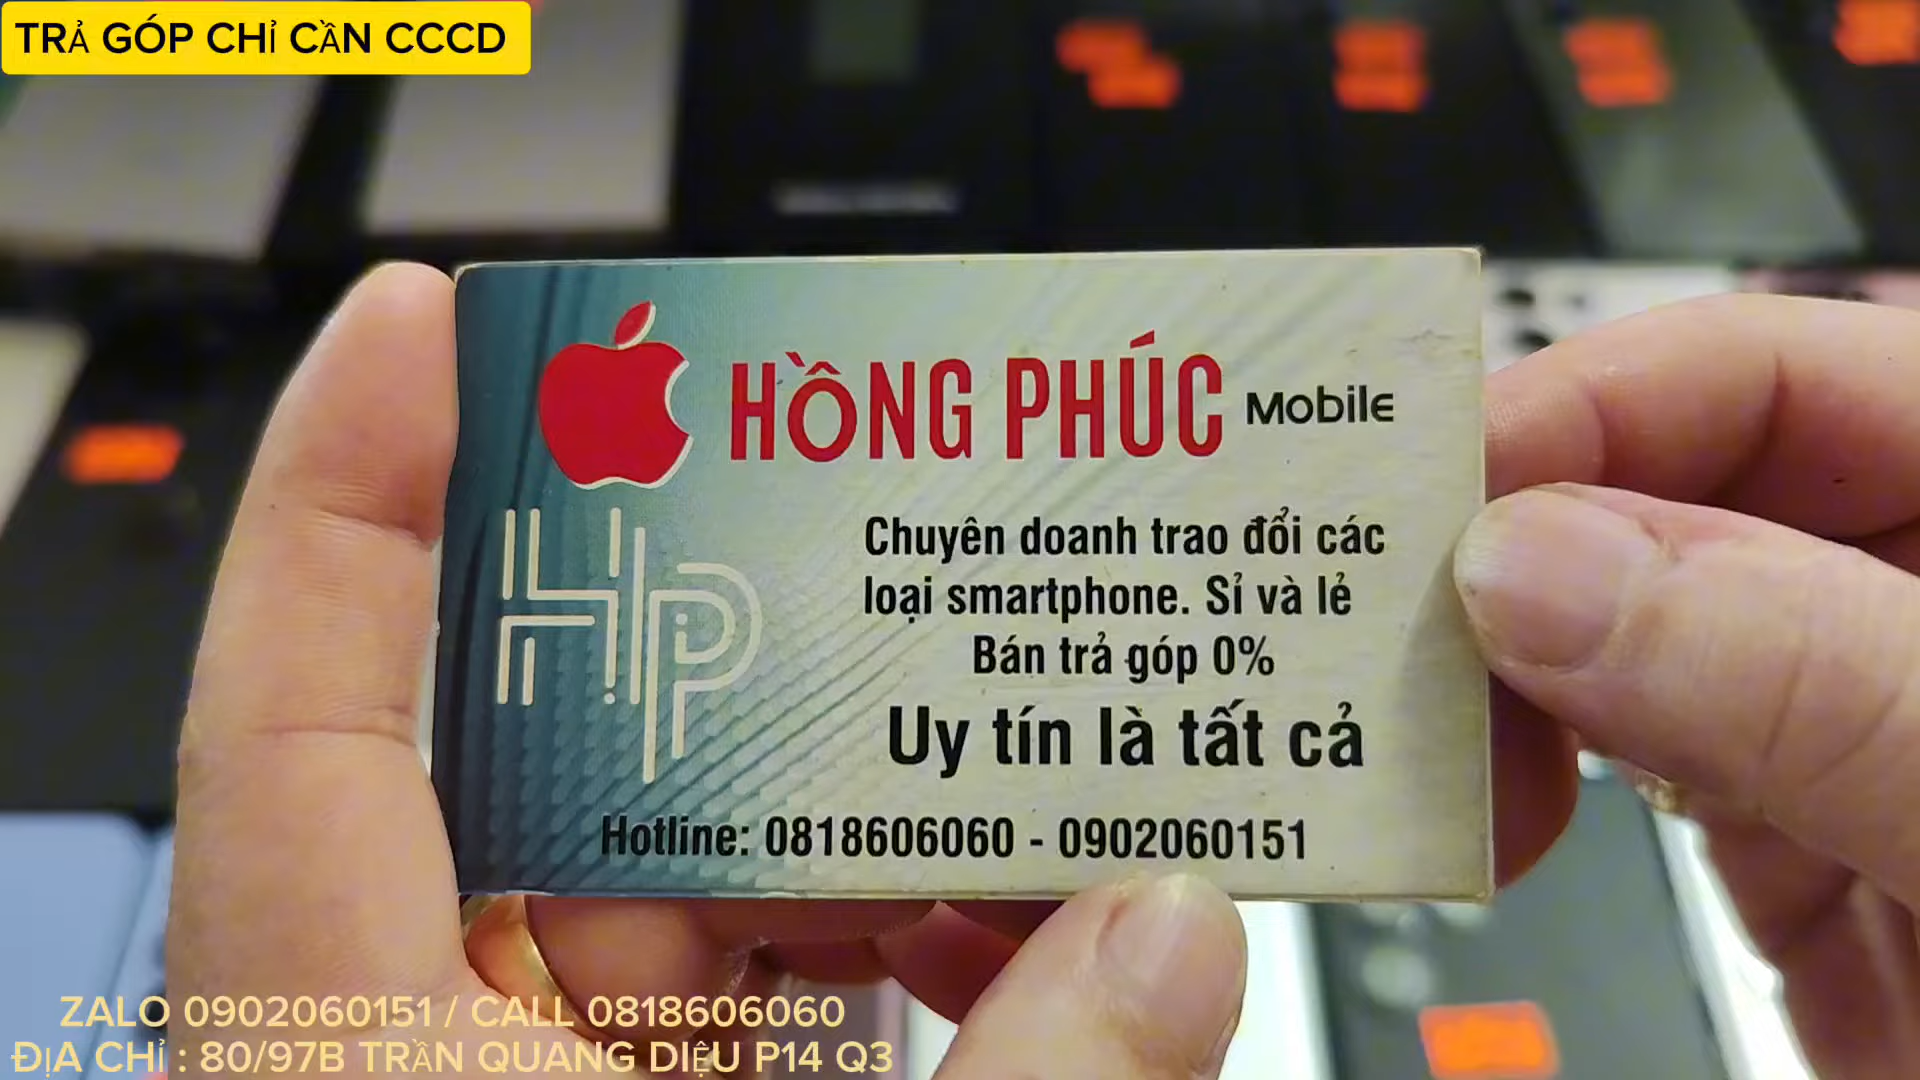 TRẢ GÓP CHỈ CẦN CCCD
HỒNG PHÚC Mobile
HP
Chuyên doanh trao đổi các
loại smartphone. Sỉ và lẻ
Bán trả góp 0%
Uy tín là tất cả
Hotline: 0818606060 - 0902060151
ZALO 0902060151 / CALL 0818606060
ĐỊA CHỈ : 80/97B TRẦN QUANG DIỆU P14 Q3